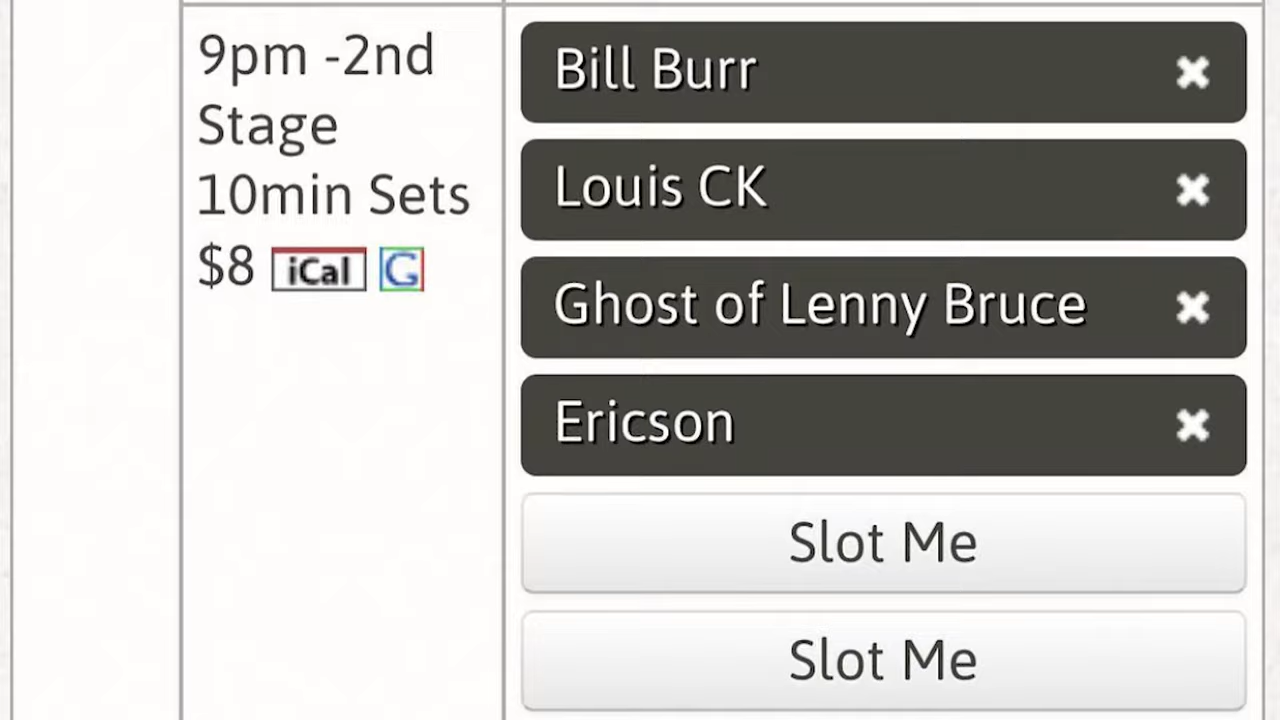 9pm -2nd
Stage
10min Sets
$8 iCal G
Bill Burr ✖
Louis CK ✖
Ghost of Lenny Bruce ✖
Ericson ✖
Slot Me
Slot Me